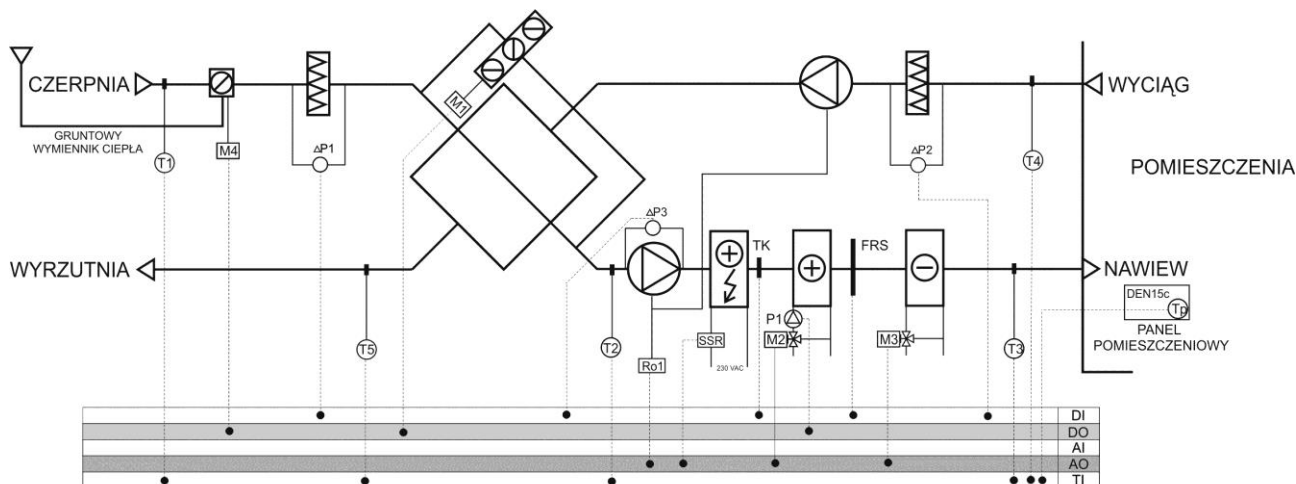 CZERPNIA
GRUNTOWY
WYMIENNIK CIEPŁA
T1
M4
ΔP1
M1
ΔP2
T4
WYCIĄG
POMIESZCZENIA
WYRZUTNIA
T5
T2
ΔP3
Ro1
SSR
230 VAC
TK
P1
M2
FRS
M3
T3
NAWIEW
DEN15c
Tp
PANEL
POMIESZCZENIOWY
DI
DO
AI
AO
TI